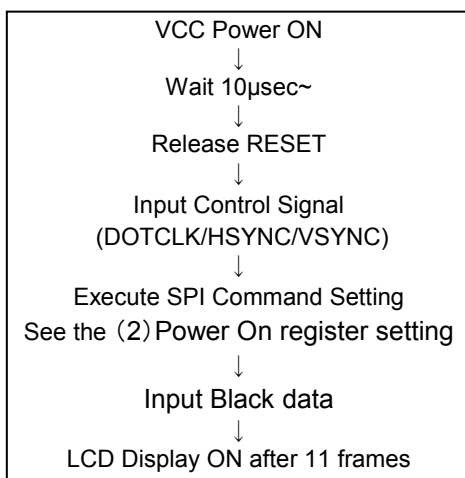 VCC Power ON
↓
Wait 10μsec~
↓
Release RESET
↓
Input Control Signal
(DOTCLK/HSYNC/VSYNC)
↓
Execute SPI Command Setting
See the （2）Power On register setting
↓
Input Black data
↓
LCD Display ON after 11 frames